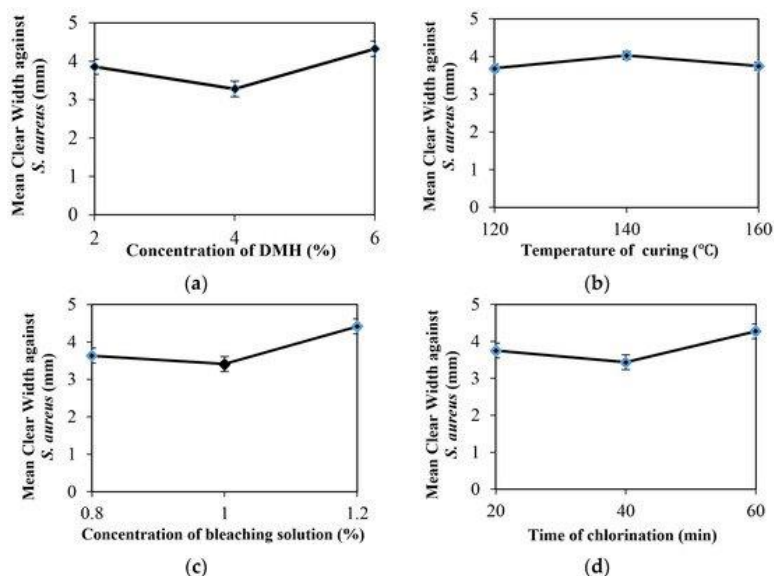 Mean Clear Width against
S. aureus (mm)
5
4
3
2
1
0
2
4
6
Concentration of DMH (%)
(a)
Mean Clear Width against
S. aureus (mm)
5
4
3
2
1
0
120
140
160
Temperature of curing (℃)
(b)
Mean Clear Width against
S. aureus (mm)
5
4
3
2
1
0
0.8
1
1.2
Concentration of bleaching solution (%)
(c)
Mean Clear Width against
S. aureus (mm)
5
4
3
2
1
0
20
40
60
Time of chlorination (min)
(d)